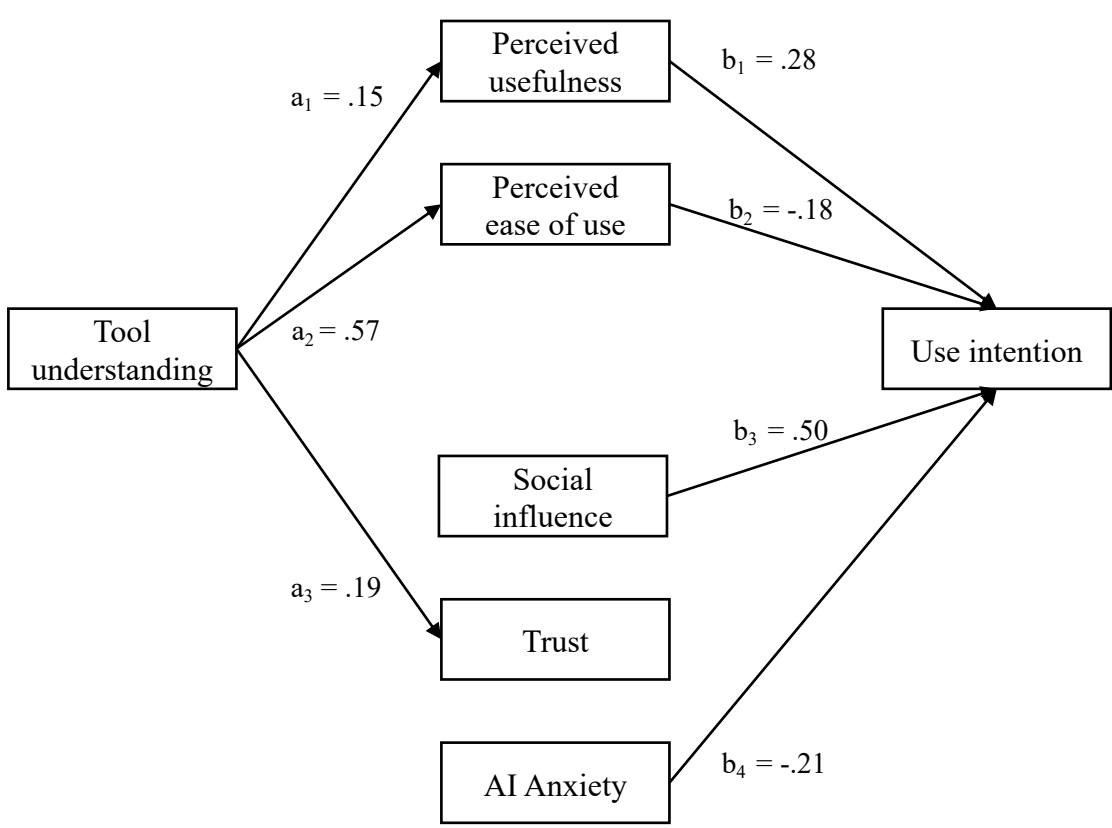 Perceived
usefulness
b₁ = .28
a₁ = .15
Perceived
ease of use
b₂ = -.18
Tool
understanding
a₂ = .57
Use intention
b₃ = .50
Social
influence
a₃ = .19
Trust
AI Anxiety
b₄ = -.21